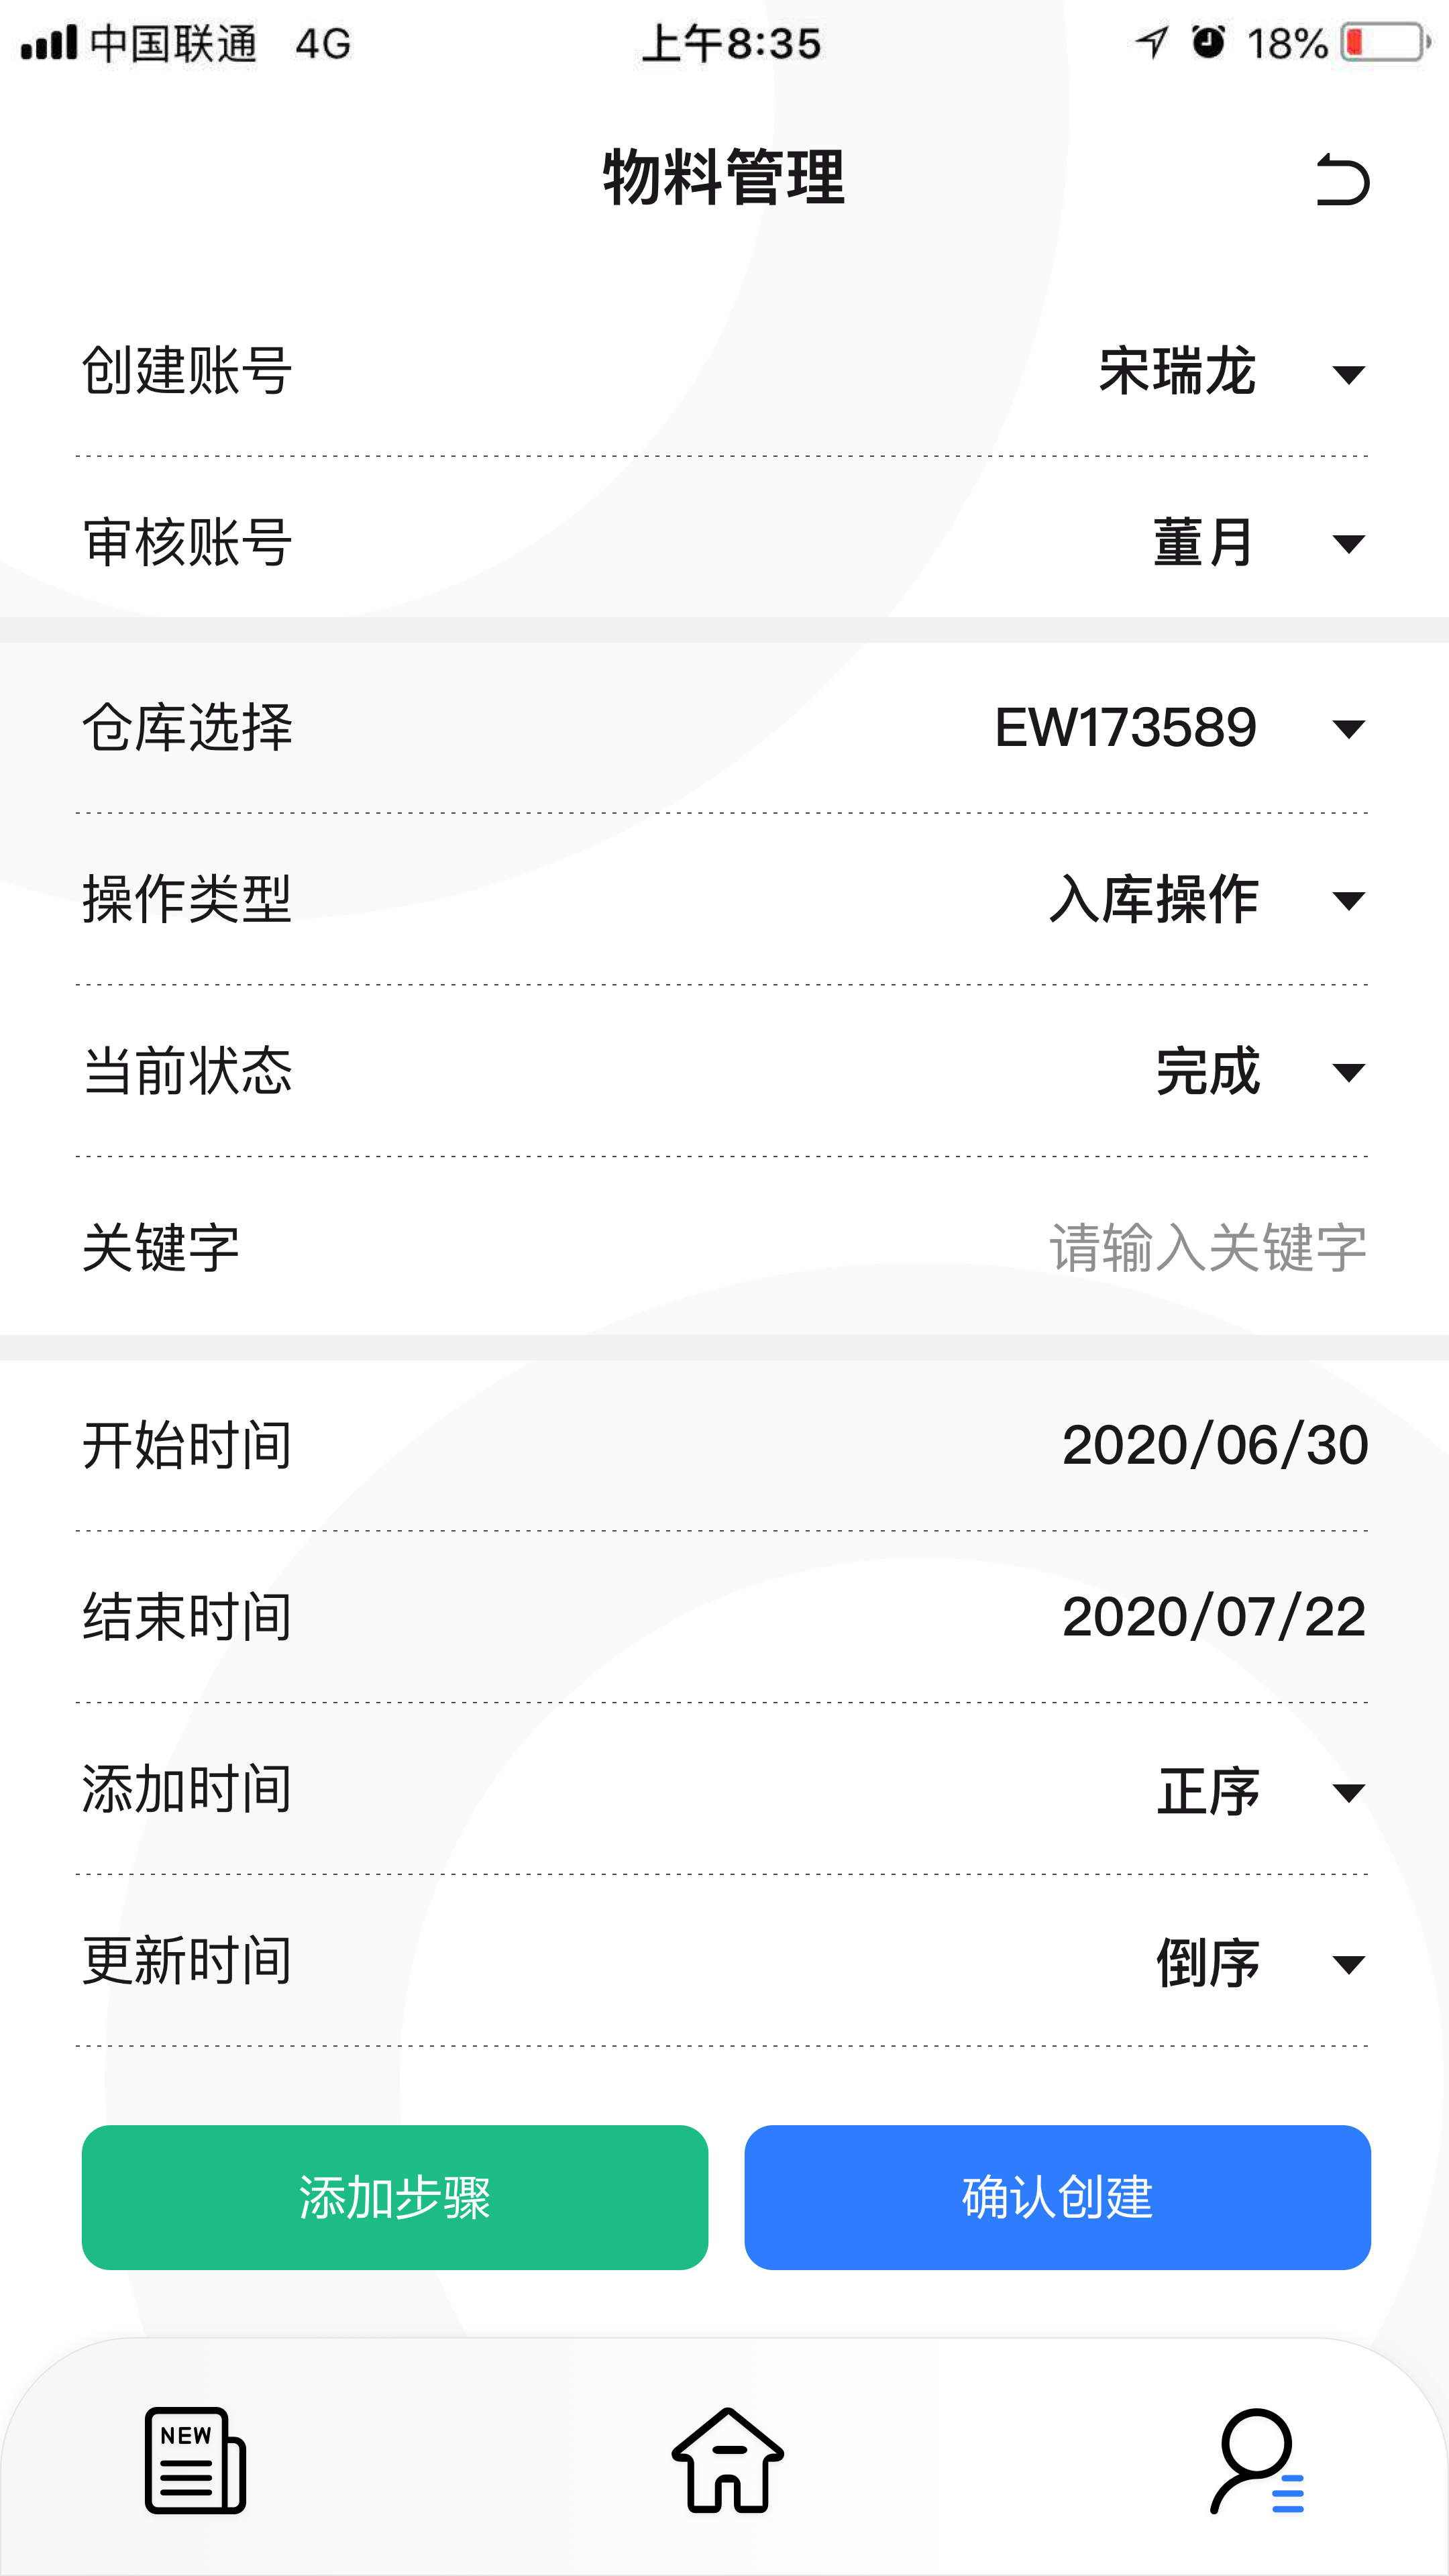 中国联通 4G 上午8:35 18%
物料管理
创建账号 宋瑞龙
审核账号 董月
仓库选择 EW173589
操作类型 入库操作
当前状态 完成
关键字 请输入关键字
开始时间 2020/06/30
结束时间 2020/07/22
添加时间 正序
更新时间 倒序
添加步骤 确认创建
NEW